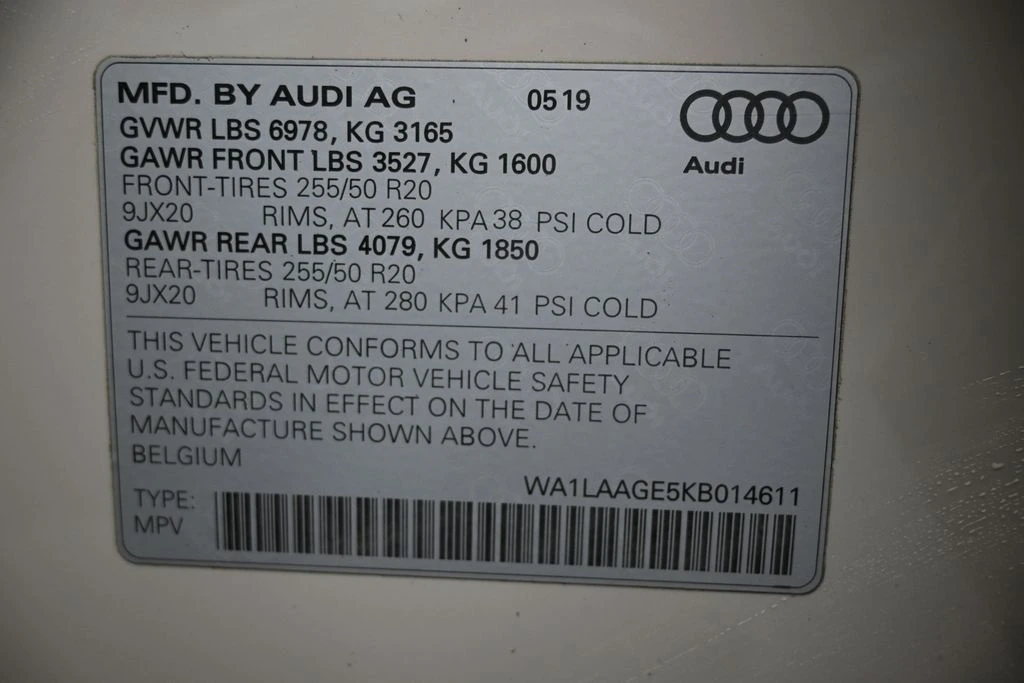 MFD. BY AUDI AG 0519
GVWR LBS 6978, KG 3165
GAWR FRONT LBS 3527, KG 1600
Audi
FRONT-TIRES 255/50 R20
9JX20 RIMS, AT 260 KPA 38 PSI COLD
GAWR REAR LBS 4079, KG 1850
REAR-TIRES 255/50 R20
9JX20 RIMS, AT 280 KPA 41 PSI COLD
THIS VEHICLE CONFORMS TO ALL APPLICABLE
U.S. FEDERAL MOTOR VEHICLE SAFETY
STANDARDS IN EFFECT ON THE DATE OF
MANUFACTURE SHOWN ABOVE.
BELGIUM
WA1LAAGE5KB014611
TYPE:
MPV